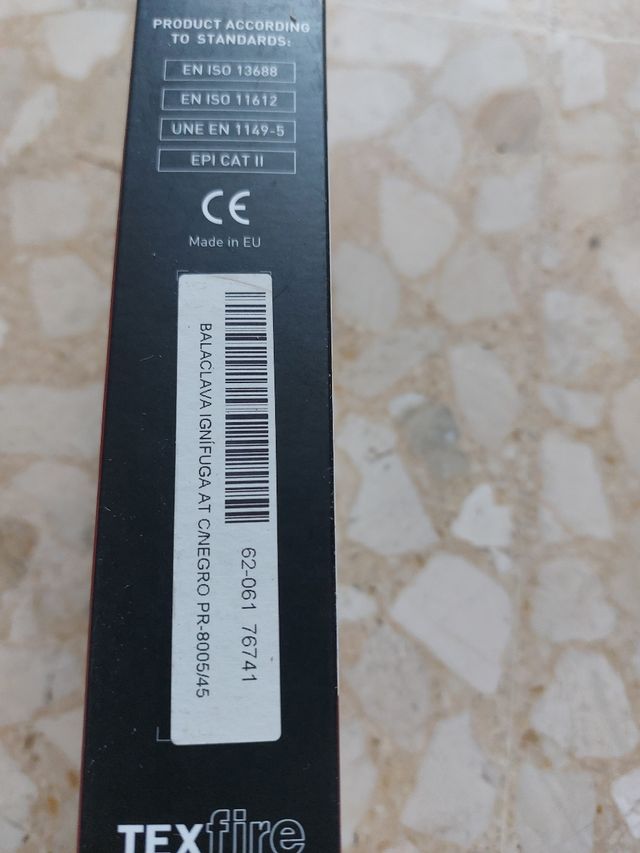 PRODUCT ACCORDING
TO STANDARDS:
EN ISO 13688
EN ISO 11612
UNE EN 1149-5
EPI CAT II
CE
Made in EU
62-061 76741
BALACLAVA IGNÍFUGA AT C/NEGRO PR-8005/45
TEXfire